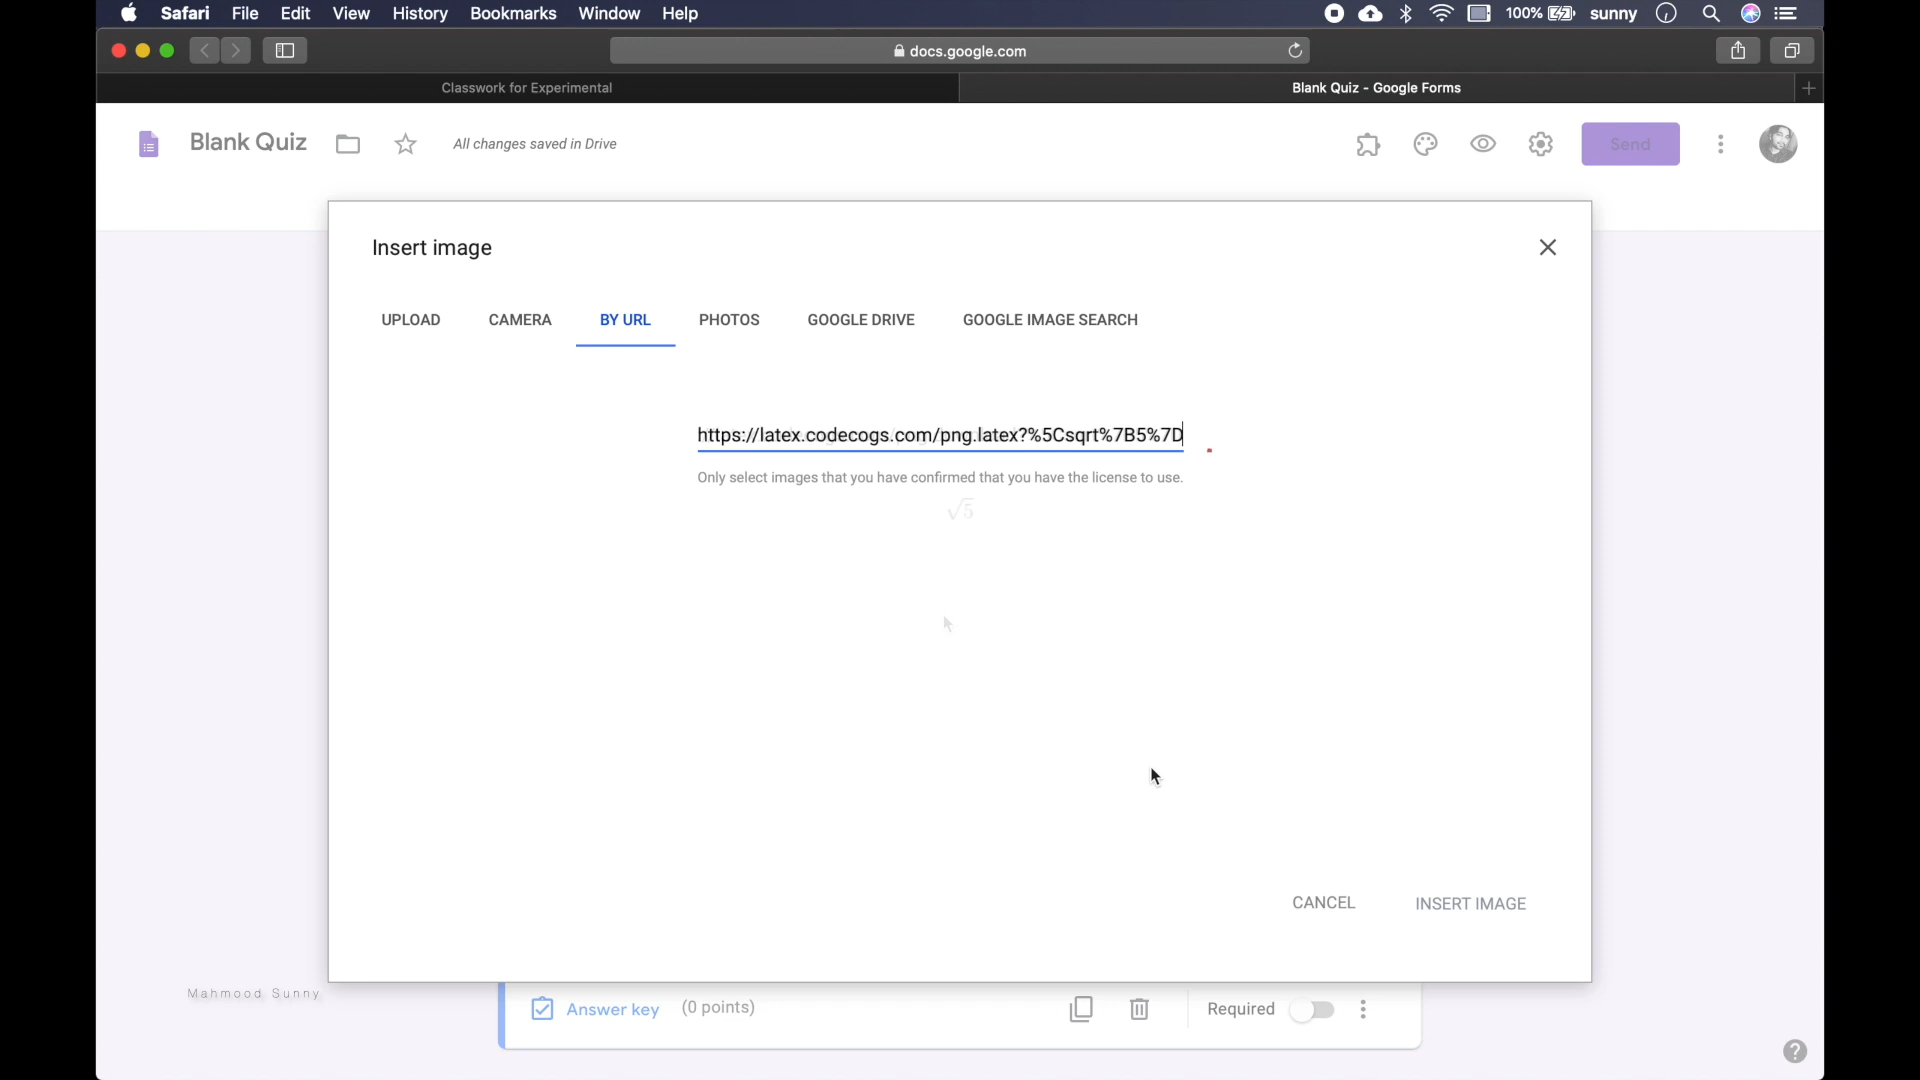 Safari File Edit View History Bookmarks Window Help 100% sunny
docs.google.com
Classwork for Experimental Blank Quiz - Google Forms
Blank Quiz All changes saved in Drive Send
Insert image
UPLOAD CAMERA BY URL PHOTOS GOOGLE DRIVE GOOGLE IMAGE SEARCH
https://latex.codecogs.com/png.latex?%5Csqrt%7B5%7D
Only select images that you have confirmed that you have the license to use.
√5
CANCEL INSERT IMAGE
Mahmood Sunny
Answer key (0 points) Required